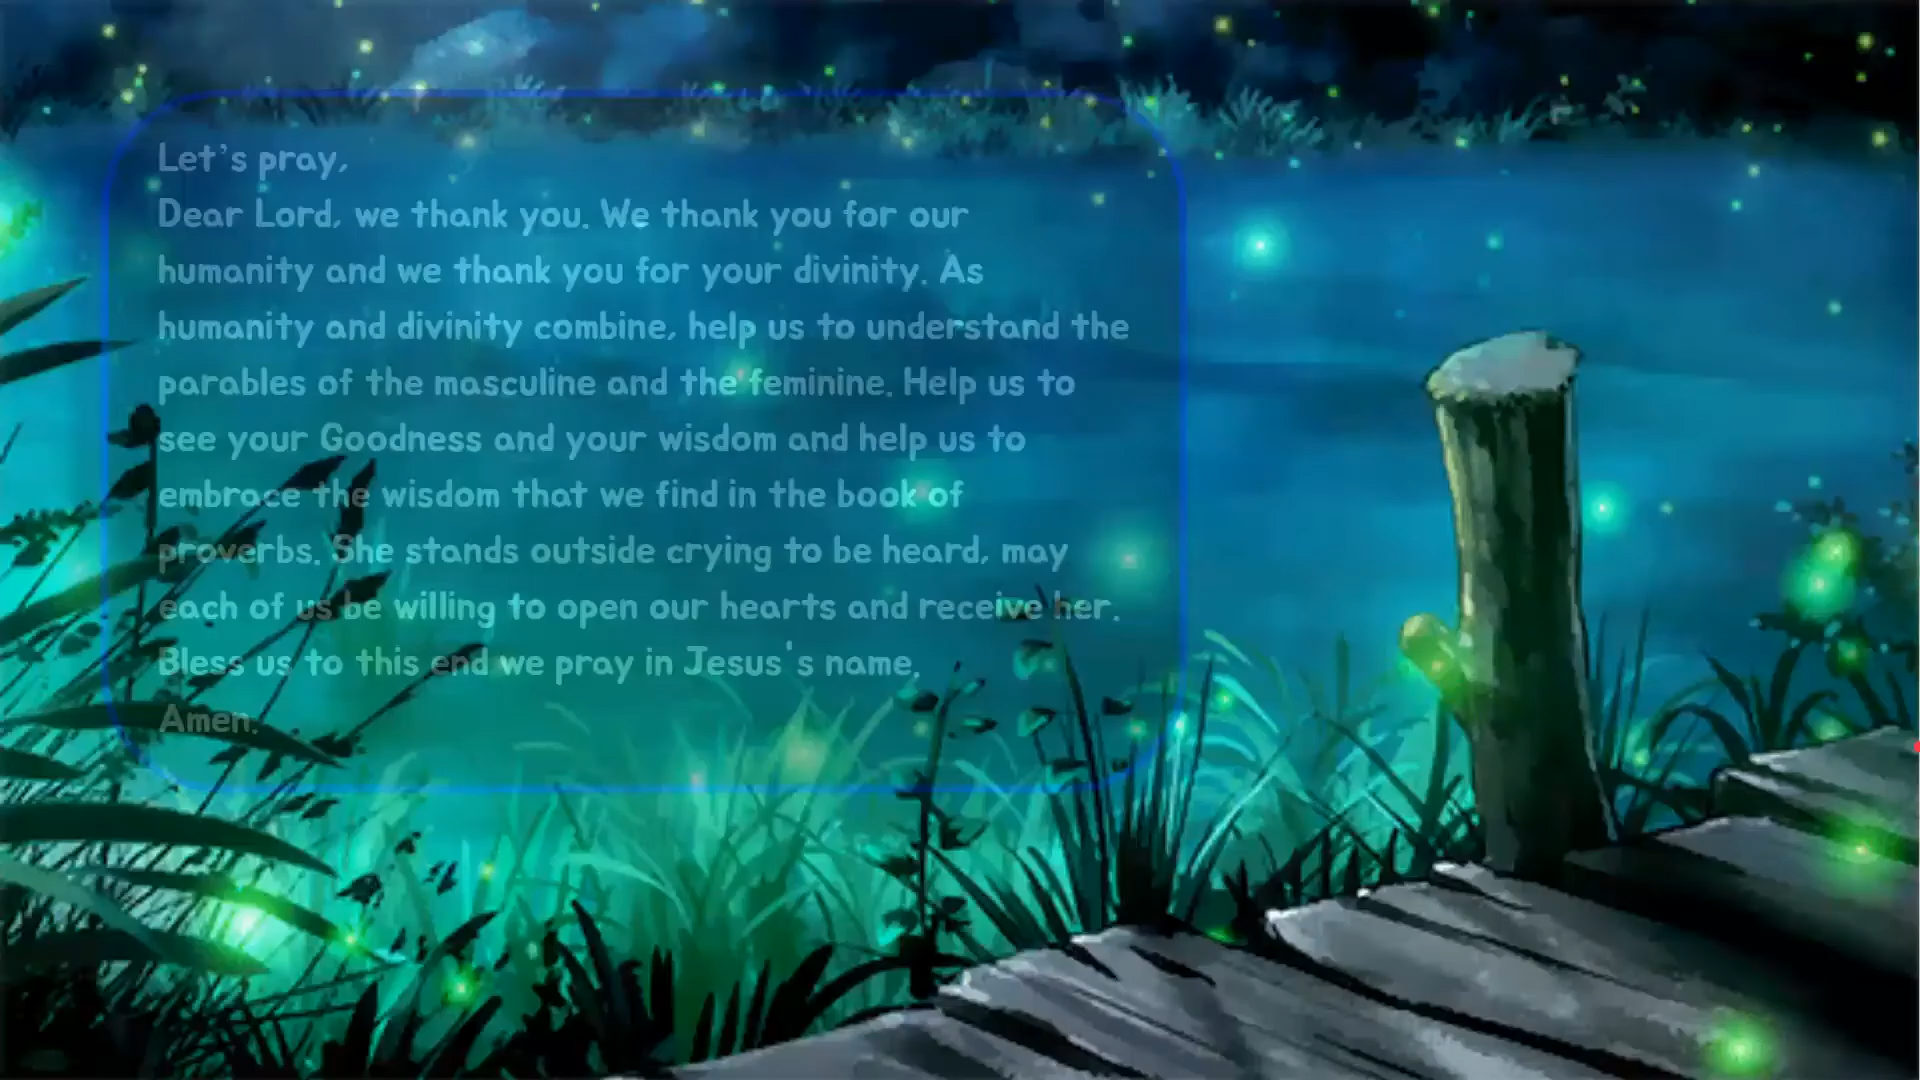 Let's pray,
Dear Lord, we thank you. We thank you for our
humanity and we thank you for your divinity. As
humanity and divinity combine, help us to understand the
parables of the masculine and the feminine. Help us to
see your Goodness and your wisdom and help us to
embrace the wisdom that we find in the book of
proverbs. She stands outside crying to be heard, may
each of us be willing to open our hearts and receive her.
Bless us to this end we pray in Jesus's name,
Amen.